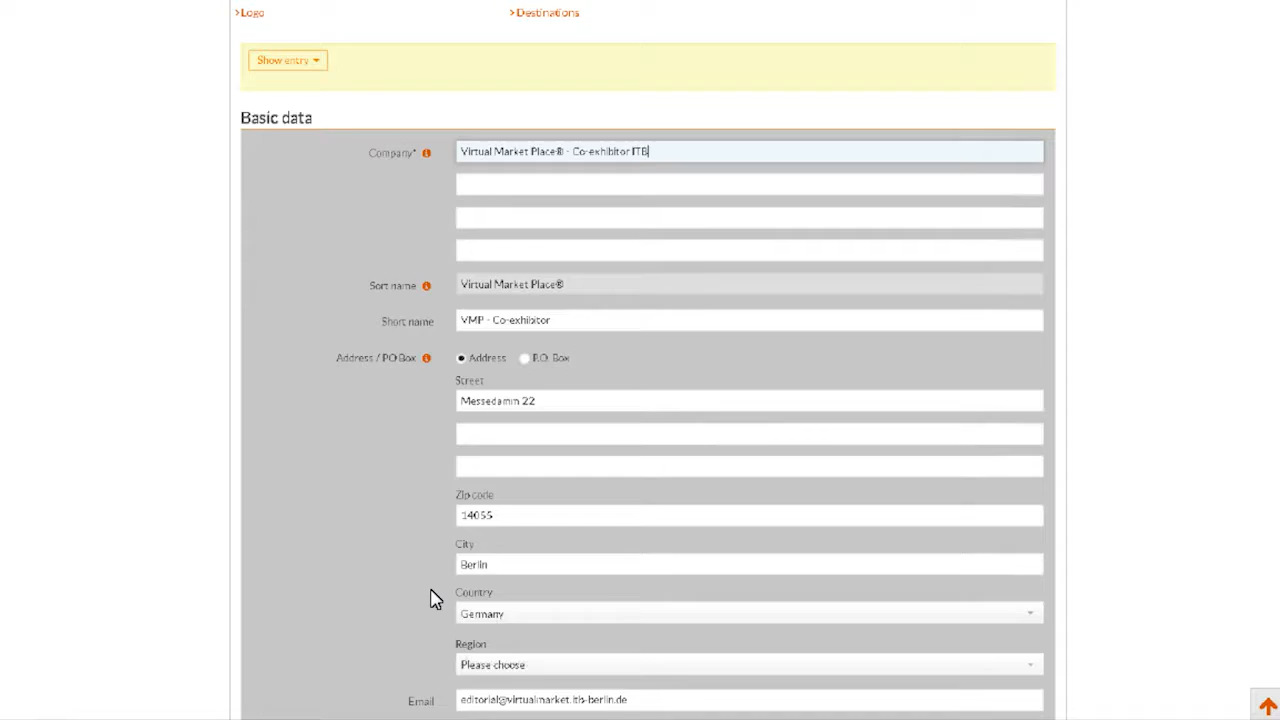 >Logo
>Destinations
Show entry
Basic data
Company*
Virtual Market Place® - Co-exhibitor ITB
Sort name
Virtual Market Place®
Short name
VMP - Co-exhibitor
Address / PO Box
Address
P.O. Box
Street
Messedamm 22
Zip code
14055
City
Berlin
Country
Germany
Region
Please choose
Email
editorial@virtualmarket.itb-berlin.de